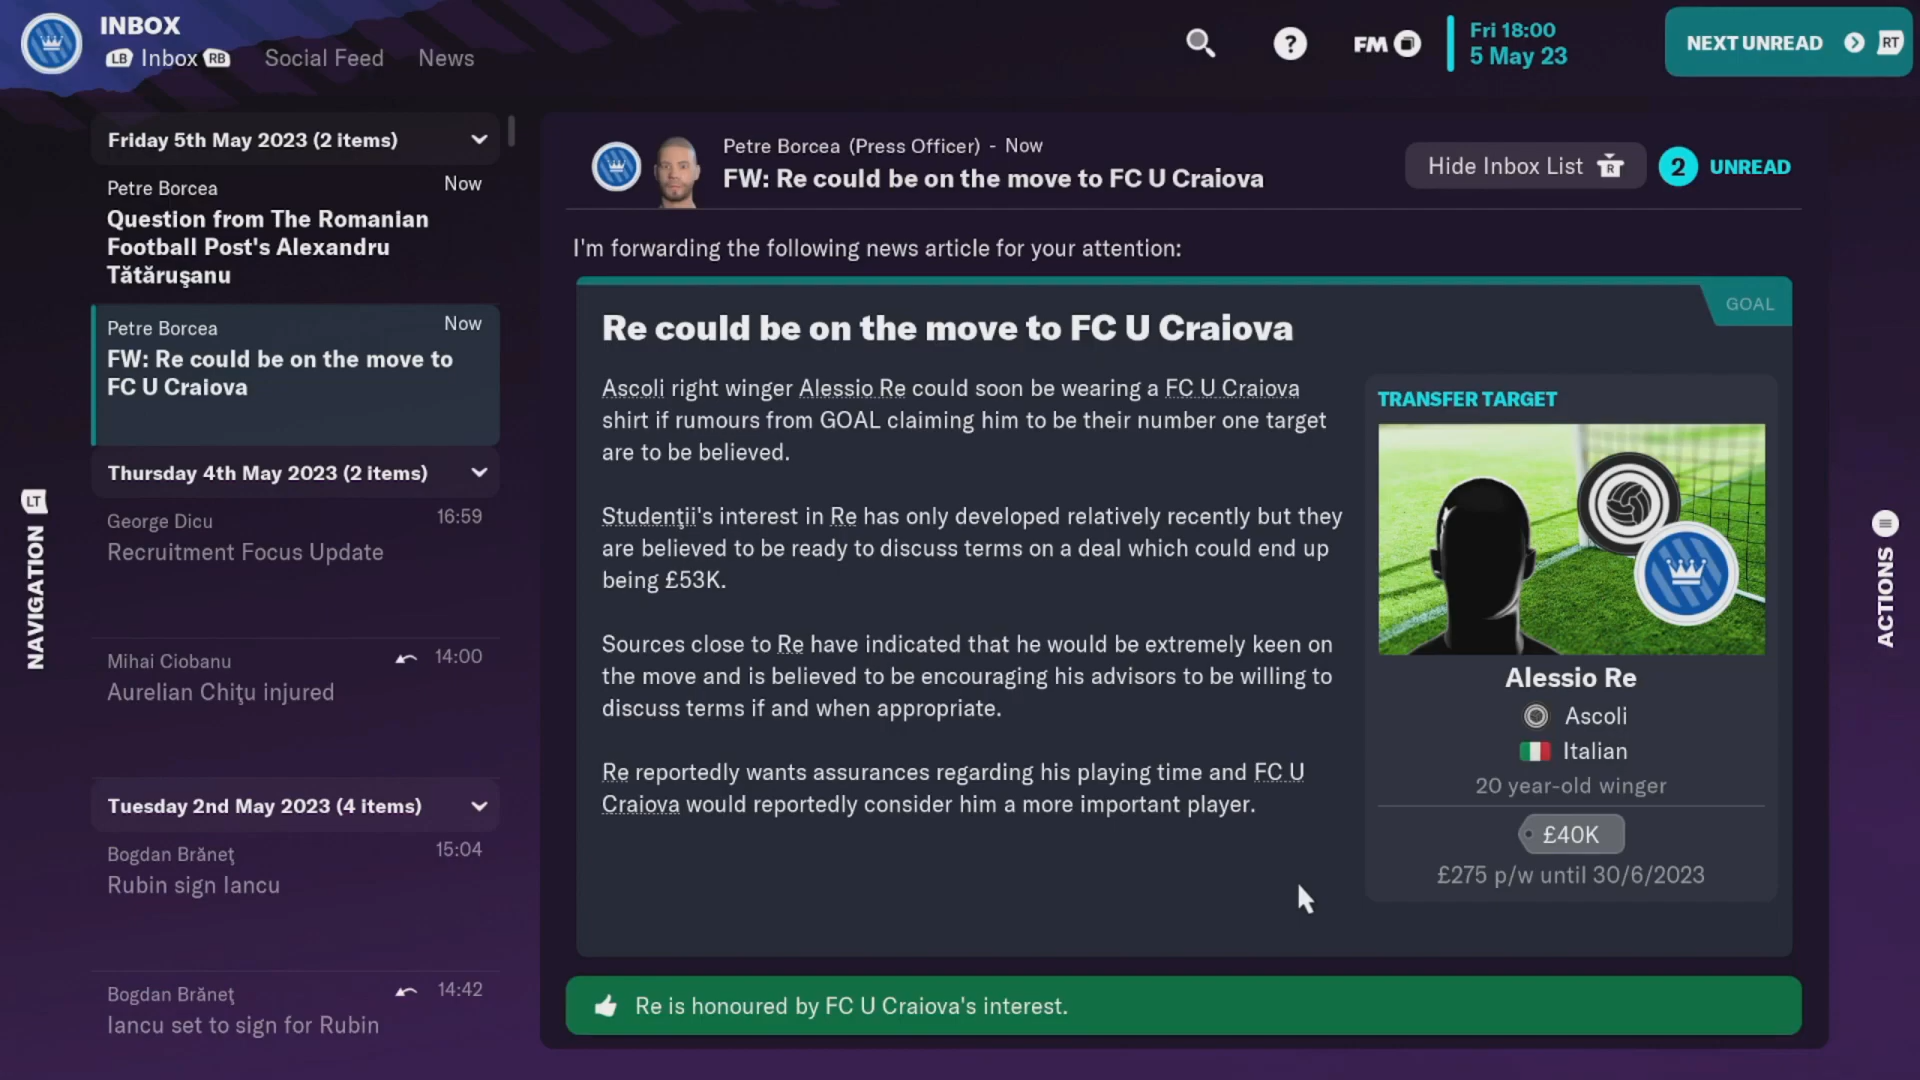 INBOX
LB Inbox RB Social Feed News
FM
Fri 18:00
5 May 23
NEXT UNREAD RT
Friday 5th May 2023 (2 items)
Petre Borcea Now
Question from The Romanian
Football Post's Alexandru
Tătăruşanu
Petre Borcea Now
FW: Re could be on the move to
FC U Craiova
Thursday 4th May 2023 (2 items)
George Dicu 16:59
Recruitment Focus Update
Mihai Ciobanu 14:00
Aurelian Chiţu injured
Tuesday 2nd May 2023 (4 items)
Bogdan Brăneţ 15:04
Rubin sign Iancu
Bogdan Brăneţ 14:42
Iancu set to sign for Rubin
LT
NAVIGATION
Petre Borcea (Press Officer) - Now
FW: Re could be on the move to FC U Craiova
Hide Inbox List R
2 UNREAD
I'm forwarding the following news article for your attention:
GOAL
Re could be on the move to FC U Craiova
Ascoli right winger Alessio Re could soon be wearing a FC U Craiova
shirt if rumours from GOAL claiming him to be their number one target
are to be believed.
Studenţii's interest in Re has only developed relatively recently but they
are believed to be ready to discuss terms on a deal which could end up
being £53K.
Sources close to Re have indicated that he would be extremely keen on
the move and is believed to be encouraging his advisors to be willing to
discuss terms if and when appropriate.
Re reportedly wants assurances regarding his playing time and FC U
Craiova would reportedly consider him a more important player.
TRANSFER TARGET
Alessio Re
Ascoli
Italian
20 year-old winger
£40K
£275 p/w until 30/6/2023
Re is honoured by FC U Craiova's interest.
ACTIONS